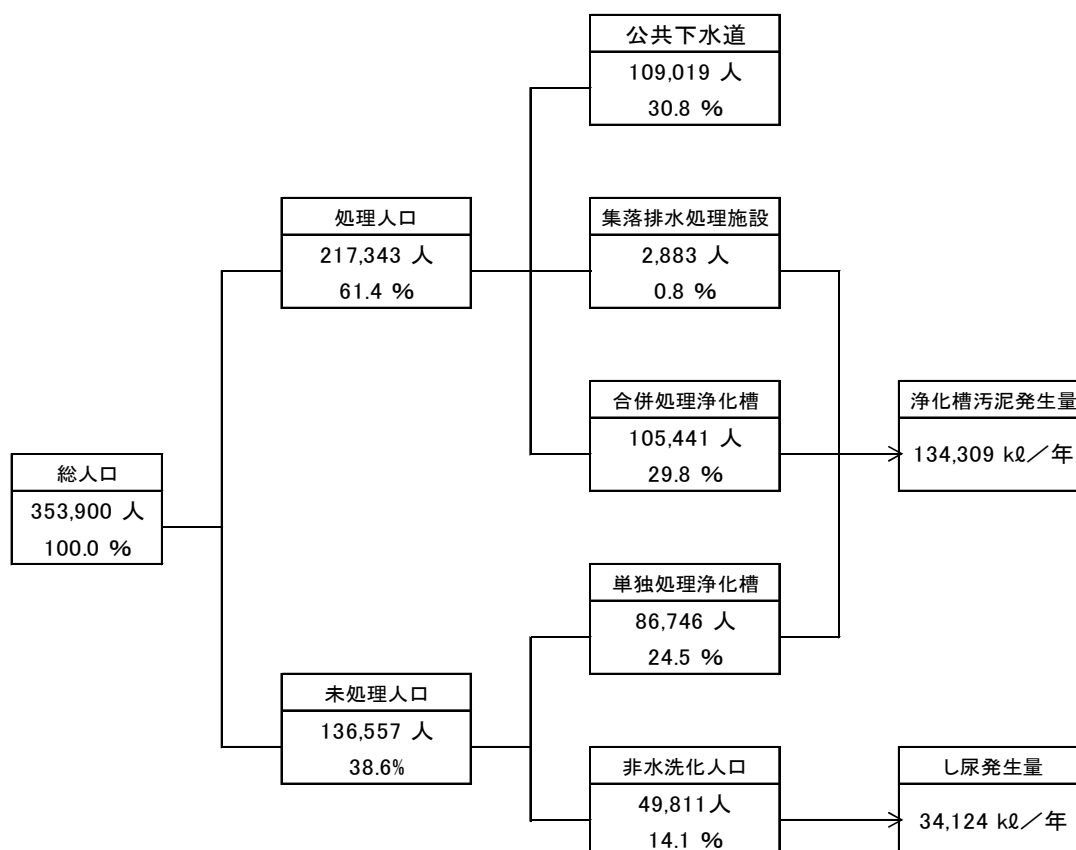 公共下水道
109,019 人
30.8 %
処理人口
217,343 人
61.4 %
集落排水処理施設
2,883 人
0.8 %
合併処理浄化槽
105,441 人
29.8 %
浄化槽汚泥発生量
134,309 kℓ／年
総人口
353,900 人
100.0 %
単独処理浄化槽
86,746 人
24.5 %
未処理人口
136,557 人
38.6%
非水洗化人口
49,811人
14.1 %
し尿発生量
34,124 kℓ／年